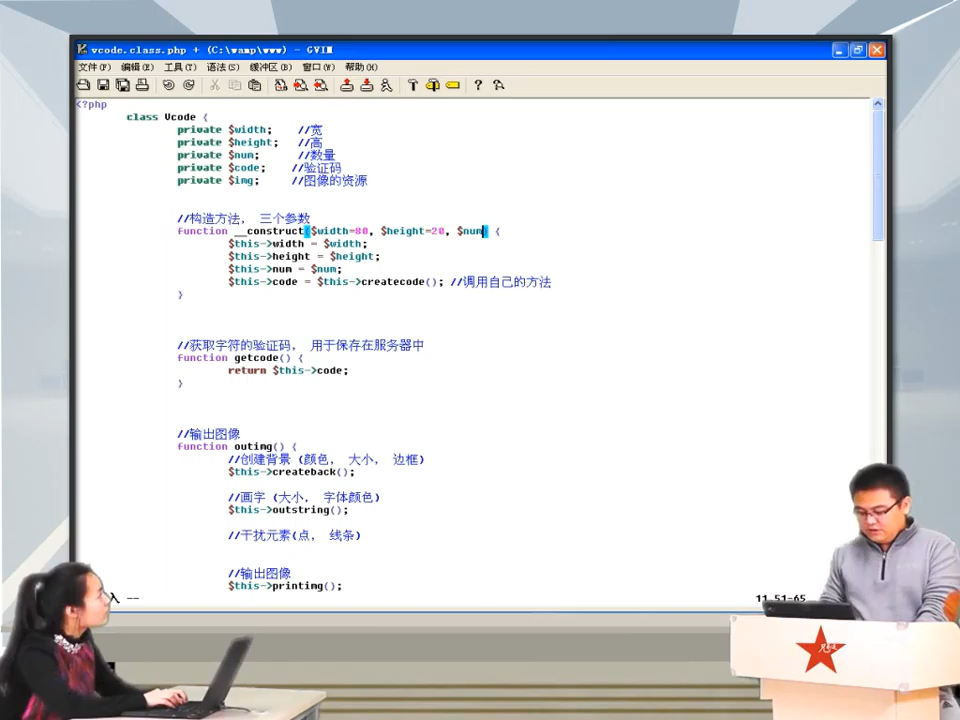 vcode.class.php + (C:\wamp\www) - GVIM
文件(F) 编辑(E) 工具(T) 语法(S) 缓冲区(B) 窗口(W) 帮助(H)
<?php
class Vcode {
private $width; //宽
private $height; //高
private $num; //数量
private $code; //验证码
private $img; //图像的资源
//构造方法， 三个参数
function __construct($width=80, $height=20, $num) {
$this->width = $width;
$this->height = $height;
$this->num = $num;
$this->code = $this->createcode(); //调用自己的方法
}
//获取字符的验证码， 用于保存在服务器中
function getcode() {
return $this->code;
}
//输出图像
function outimg() {
//创建背景 (颜色， 大小， 边框)
$this->createback();
//画字 (大小， 字体颜色)
$this->outstring();
//干扰元素(点， 线条)
//输出图像
$this->printimg();
入 --
11,51-65